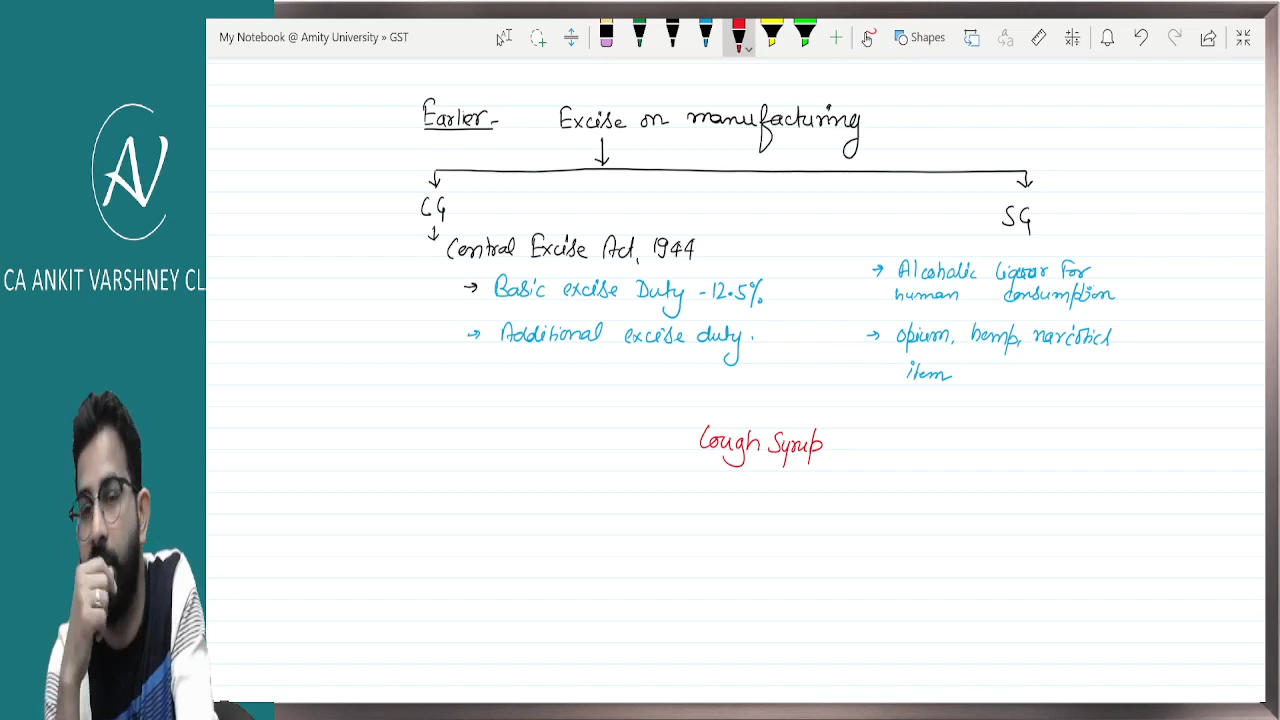 My Notebook @ Amity University » GST
Shapes
AV
CA ANKIT VARSHNEY CL
Earlier - Excise on manufacturing
CG
SG
Central Excise Act, 1944
→ Basic excise Duty - 12.5%
→ Additional excise duty.
→ Alcoholic liquor for
human consumption
→ opium, hemp, narcotics
item
Cough Syrup